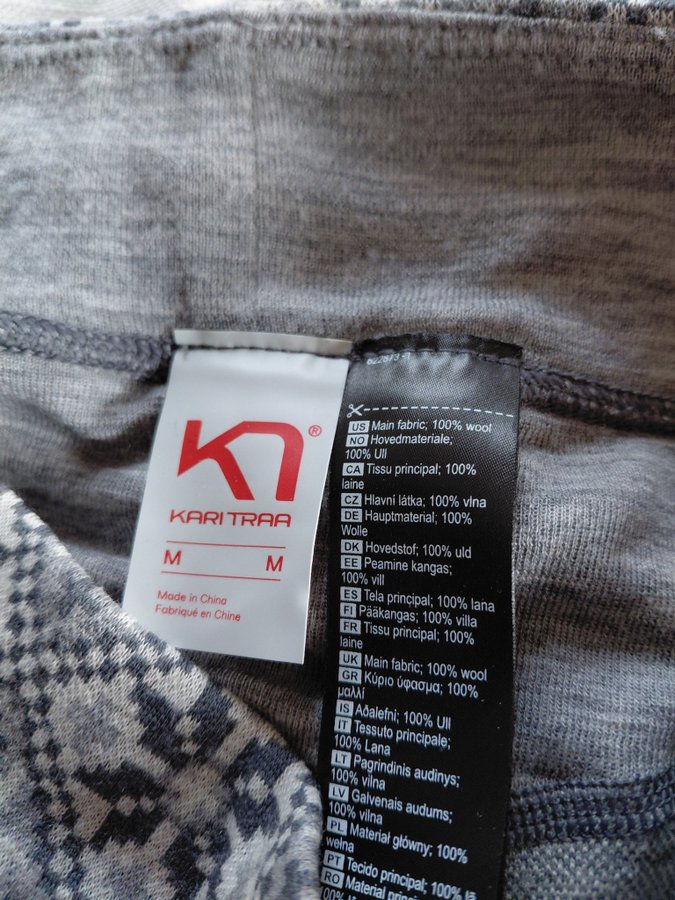 KARI TRAA
®
M M
Made in China
Fabriqué en Chine
US Main fabric; 100% wool
NO Hovedmateriale;
100% Ull
CA Tissu principal; 100%
laine
CZ Hlavní látka; 100% vlna
DE Hauptmaterial; 100%
Wolle
DK Hovedstof; 100% uld
EE Peamine kangas;
100% vill
ES Tela principal; 100% lana
FI Pääkangas; 100% villa
FR Tissu principal; 100%
laine
UK Main fabric; 100% wool
GR Κύριο ύφασμα; 100%
μαλλί
IS Aðalefni; 100% Ull
IT Tessuto principale;
100% Lana
LT Pagrindinis audinys;
100% vilna
LV Galvenais audums;
100% vilna
PL Materiał główny; 100%
wełna
PT Tecido principal; 100% lã
RO Material principal